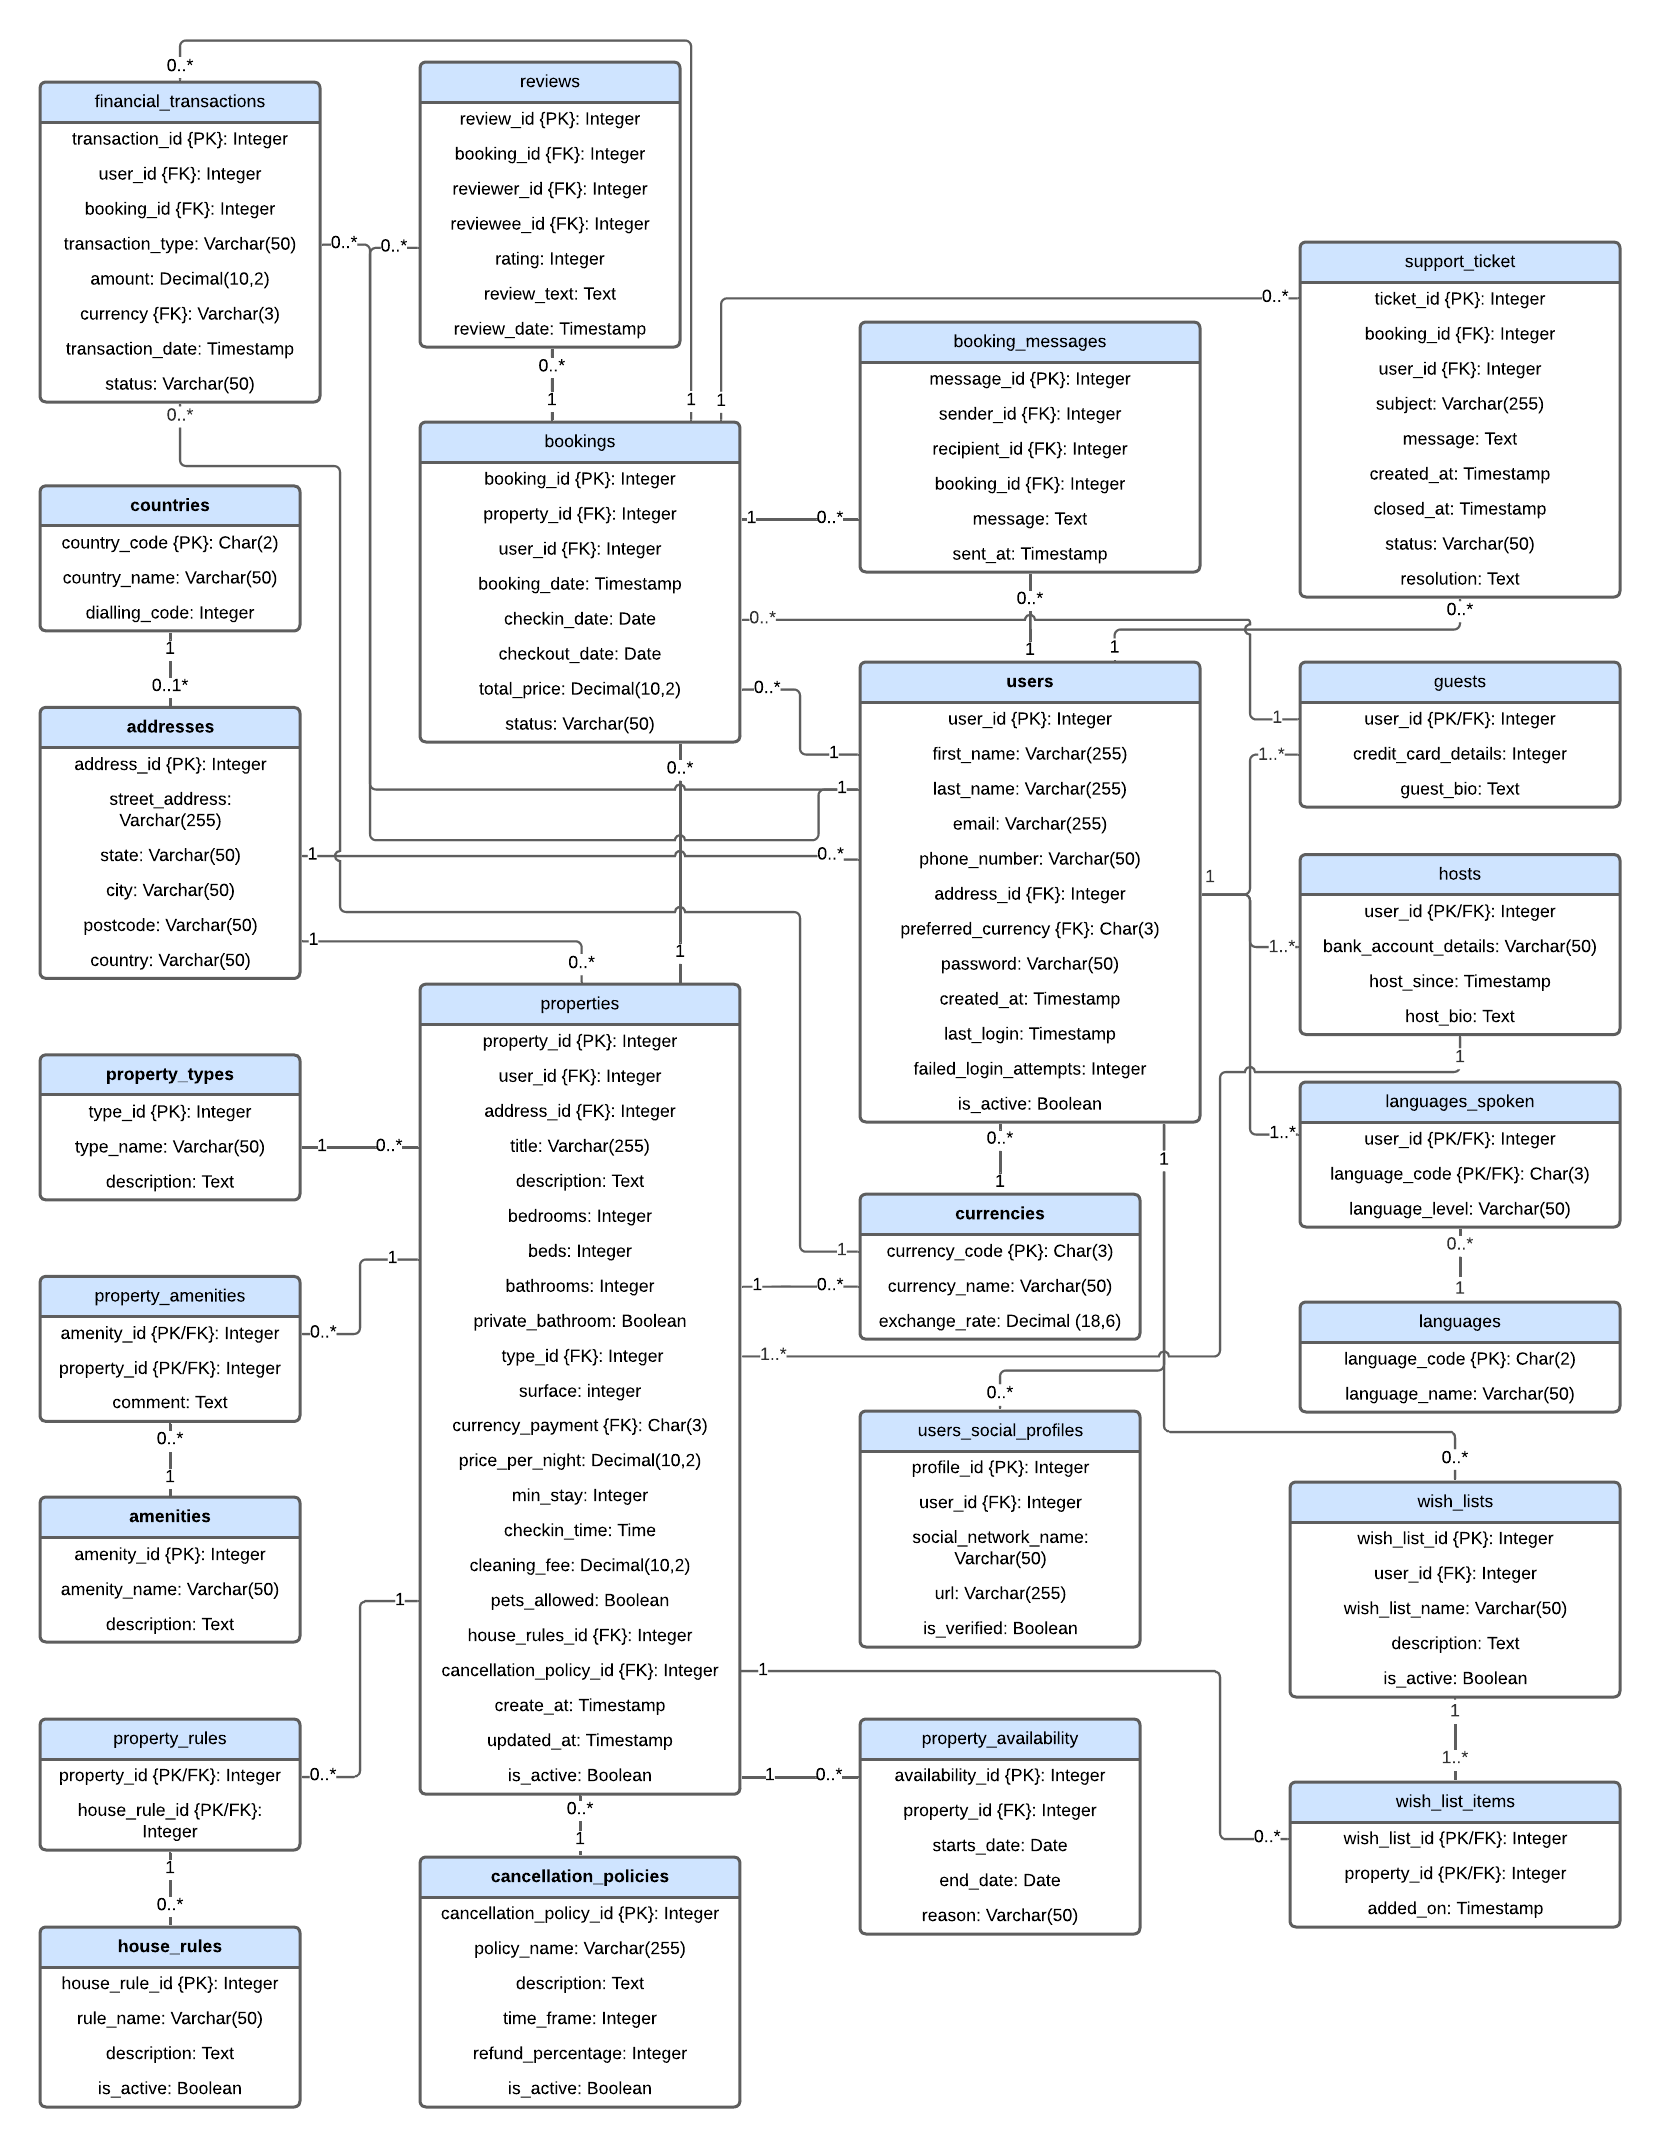 0..*
financial_transactions
transaction_id {PK}: Integer
user_id {FK}: Integer
booking_id {FK}: Integer
transaction_type: Varchar(50)
amount: Decimal(10,2)
currency {FK}: Varchar(3)
transaction_date: Timestamp
status: Varchar(50)
0..*
0..*
0..*
reviews
review_id {PK}: Integer
booking_id {FK}: Integer
reviewer_id {FK}: Integer
reviewee_id {FK}: Integer
rating: Integer
review_text: Text
review_date: Timestamp
0..*
1
1
1
support_ticket
ticket_id {PK}: Integer
booking_id {FK}: Integer
user_id {FK}: Integer
subject: Varchar(255)
message: Text
created_at: Timestamp
closed_at: Timestamp
status: Varchar(50)
resolution: Text
0..*
0..*
booking_messages
message_id {PK}: Integer
sender_id {FK}: Integer
recipient_id {FK}: Integer
booking_id {FK}: Integer
message: Text
sent_at: Timestamp
0..*
1
1
bookings
booking_id {PK}: Integer
property_id {FK}: Integer
user_id {FK}: Integer
booking_date: Timestamp
checkin_date: Date
checkout_date: Date
total_price: Decimal(10,2)
status: Varchar(50)
1
0..*
0..*
0..*
1
1
0..*
1
countries
country_code {PK}: Char(2)
country_name: Varchar(50)
dialling_code: Integer
1
0..1*
addresses
address_id {PK}: Integer
street_address:
Varchar(255)
state: Varchar(50)
city: Varchar(50)
postcode: Varchar(50)
country: Varchar(50)
1
0..*
1
0..*
users
user_id {PK}: Integer
first_name: Varchar(255)
last_name: Varchar(255)
email: Varchar(255)
phone_number: Varchar(50)
address_id {FK}: Integer
preferred_currency {FK}: Char(3)
password: Varchar(50)
created_at: Timestamp
last_login: Timestamp
failed_login_attempts: Integer
is_active: Boolean
1
0..*
1
1
guests
user_id {PK/FK}: Integer
credit_card_details: Integer
guest_bio: Text
1
1..*
hosts
user_id {PK/FK}: Integer
bank_account_details: Varchar(50)
host_since: Timestamp
host_bio: Text
1..*
1
languages_spoken
user_id {PK/FK}: Integer
language_code {PK/FK}: Char(3)
language_level: Varchar(50)
1..*
0..*
1
languages
language_code {PK}: Char(2)
language_name: Varchar(50)
property_types
type_id {PK}: Integer
type_name: Varchar(50)
description: Text
1
0..*
properties
property_id {PK}: Integer
user_id {FK}: Integer
address_id {FK}: Integer
title: Varchar(255)
description: Text
bedrooms: Integer
beds: Integer
bathrooms: Integer
private_bathroom: Boolean
type_id {FK}: Integer
surface: integer
currency_payment {FK}: Char(3)
price_per_night: Decimal(10,2)
min_stay: Integer
checkin_time: Time
cleaning_fee: Decimal(10,2)
pets_allowed: Boolean
house_rules_id {FK}: Integer
cancellation_policy_id {FK}: Integer
create_at: Timestamp
updated_at: Timestamp
is_active: Boolean
currencies
currency_code {PK}: Char(3)
currency_name: Varchar(50)
exchange_rate: Decimal (18,6)
1
1
0..*
1..*
property_amenities
amenity_id {PK/FK}: Integer
property_id {PK/FK}: Integer
comment: Text
1
0..*
0..*
1
amenities
amenity_id {PK}: Integer
amenity_name: Varchar(50)
description: Text
0..*
users_social_profiles
profile_id {PK}: Integer
user_id {FK}: Integer
social_network_name:
Varchar(50)
url: Varchar(255)
is_verified: Boolean
0..*
wish_lists
wish_list_id {PK}: Integer
user_id {FK}: Integer
wish_list_name: Varchar(50)
description: Text
is_active: Boolean
1
1..*
wish_list_items
wish_list_id {PK/FK}: Integer
property_id {PK/FK}: Integer
added_on: Timestamp
1
0..*
property_rules
property_id {PK/FK}: Integer
house_rule_id {PK/FK}:
Integer
1
0..*
1
0..*
house_rules
house_rule_id {PK}: Integer
rule_name: Varchar(50)
description: Text
is_active: Boolean
0..*
1
cancellation_policies
cancellation_policy_id {PK}: Integer
policy_name: Varchar(255)
description: Text
time_frame: Integer
refund_percentage: Integer
is_active: Boolean
1
0..*
property_availability
availability_id {PK}: Integer
property_id {FK}: Integer
starts_date: Date
end_date: Date
reason: Varchar(50)